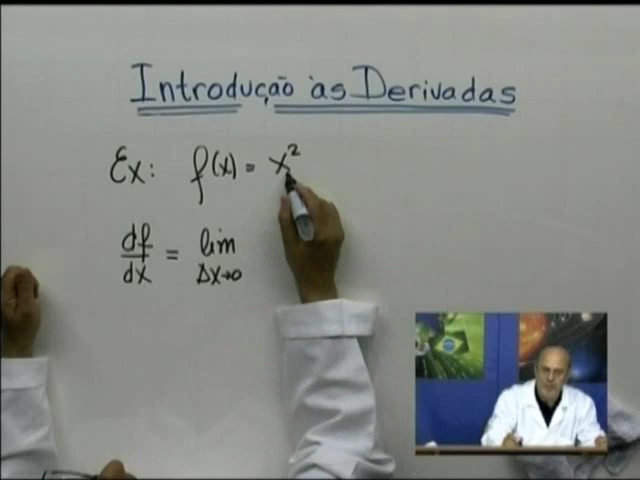 Introdução às Derivadas
Ex: f(x) = x²
df/dx = lim Δx→0